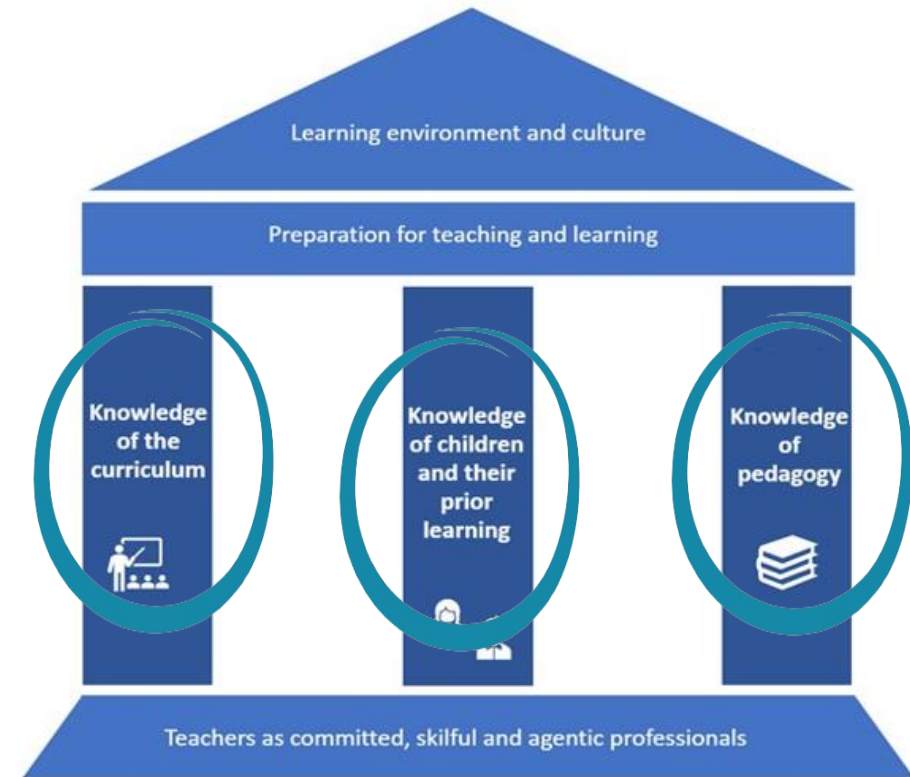 Learning environment and culture
Preparation for teaching and learning
Knowledge
of the
curriculum
Knowledge
of children
and their
prior
learning
Knowledge
of
pedagogy
Teachers as committed, skilful and agentic professionals